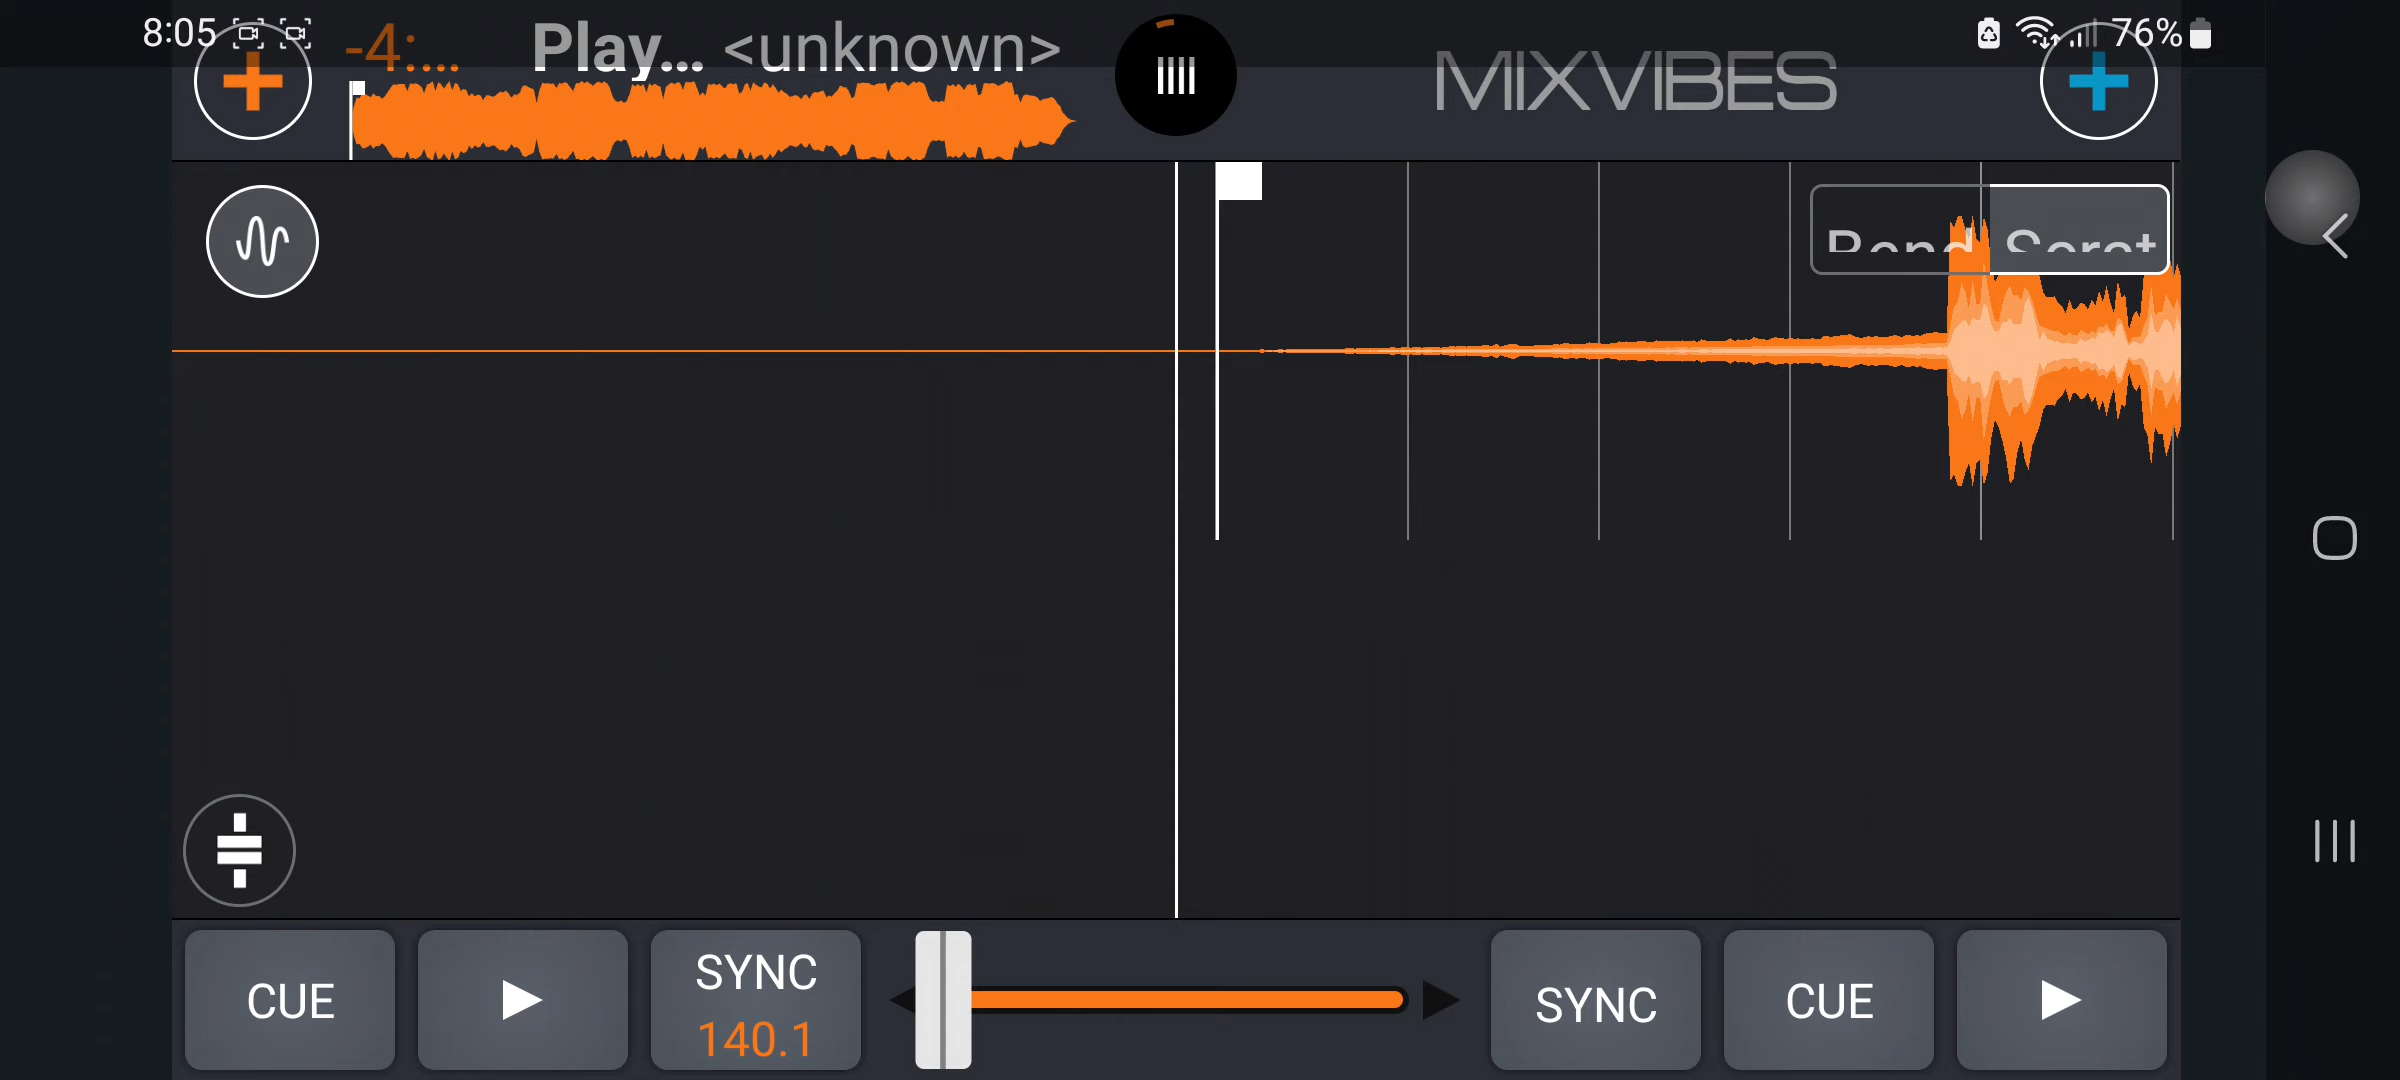 8:05
76%
-4:... Play... <unknown>
MIXVIBES
CUE
SYNC
140.1
SYNC
CUE